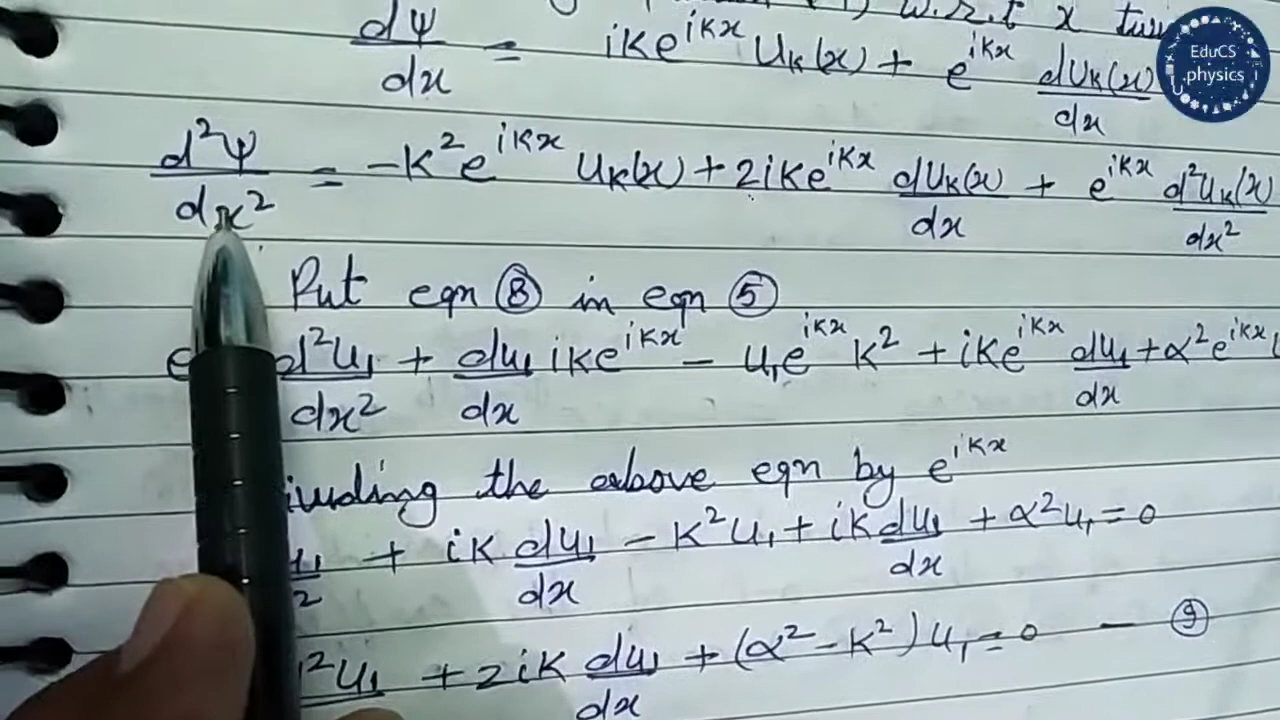 w.r.t x
EduCS
physics
dψ/dx = ike^{ikx} U_K(x) + e^{ikx} dU_K(x)/dx
d²ψ/dx² = -K² e^{ikx} U_K(x) + 2ike^{ikx} dU_K(x)/dx + e^{ikx} d²U_K(x)/dx²
Put eqn ⑧ in eqn ⑤
d²u₁/dx² + du₁/dx ike^{ikx} - u₁e^{ikx} K² + ike^{ikx} du₁/dx + α²e^{ikx}
the above eqn by e^{ikx}
+ ik du₁/dx - K²u₁ + ik du₁/dx + α²u₁ = 0
²u₁ + 2ik du₁/dx + (α² - K²)u₁ = 0 — ⑨